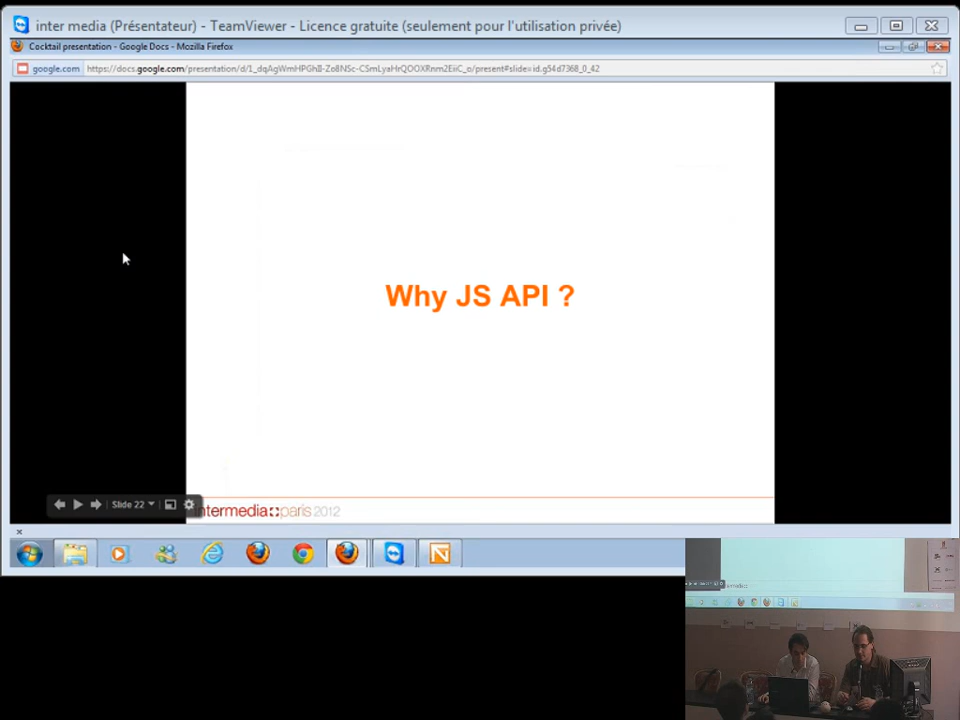 inter media (Présentateur) - TeamViewer - Licence gratuite (seulement pour l'utilisation privée)
Cocktail presentation - Google Docs - Mozilla Firefox
google.com
Why JS API ?
Slide 22
intermedia::paris 2012